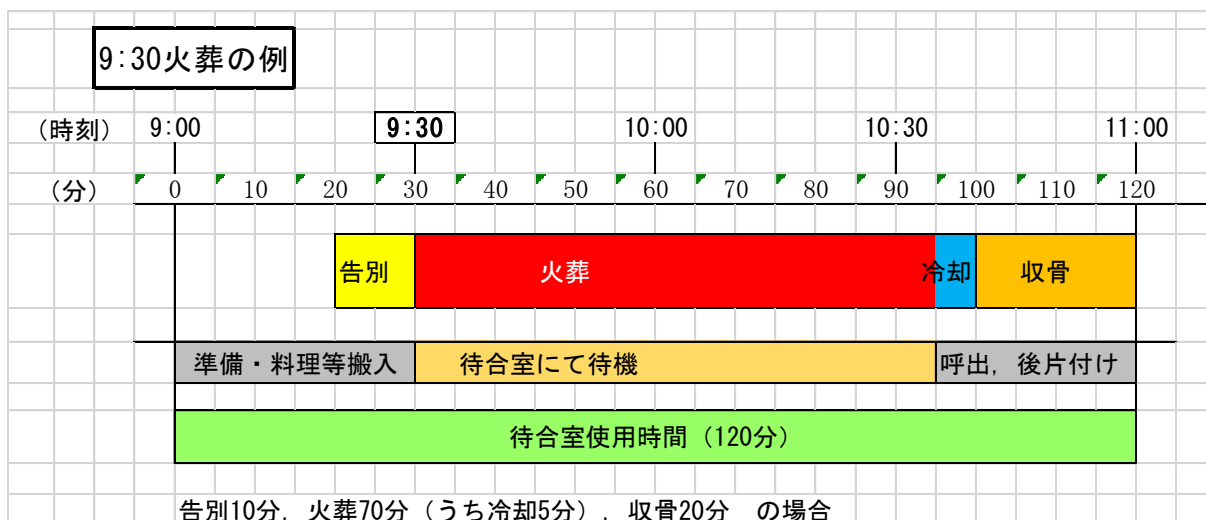 9:30火葬の例
(時刻) 9:00 9:30 10:00 10:30 11:00
(分) 0 10 20 30 40 50 60 70 80 90 100 110 120
告別 火葬 冷却 収骨
準備・料理等搬入 待合室にて待機 呼出，後片付け
待合室使用時間（120分）
告別10分，火葬70分（うち冷却5分），収骨20分　の場合